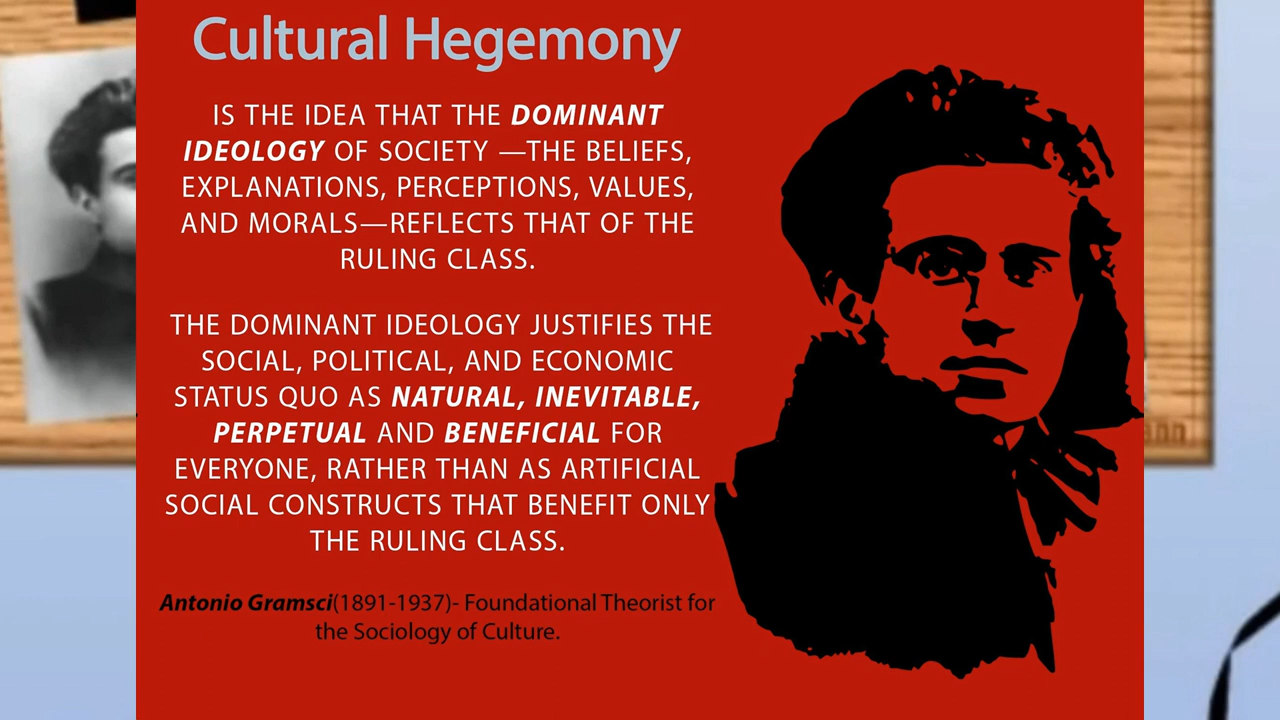 Cultural Hegemony
IS THE IDEA THAT THE DOMINANT
IDEOLOGY OF SOCIETY —THE BELIEFS,
EXPLANATIONS, PERCEPTIONS, VALUES,
AND MORALS—REFLECTS THAT OF THE
RULING CLASS.
THE DOMINANT IDEOLOGY JUSTIFIES THE
SOCIAL, POLITICAL, AND ECONOMIC
STATUS QUO AS NATURAL, INEVITABLE,
PERPETUAL AND BENEFICIAL FOR
EVERYONE, RATHER THAN AS ARTIFICIAL
SOCIAL CONSTRUCTS THAT BENEFIT ONLY
THE RULING CLASS.
Antonio Gramsci(1891-1937)- Foundational Theorist for
the Sociology of Culture.